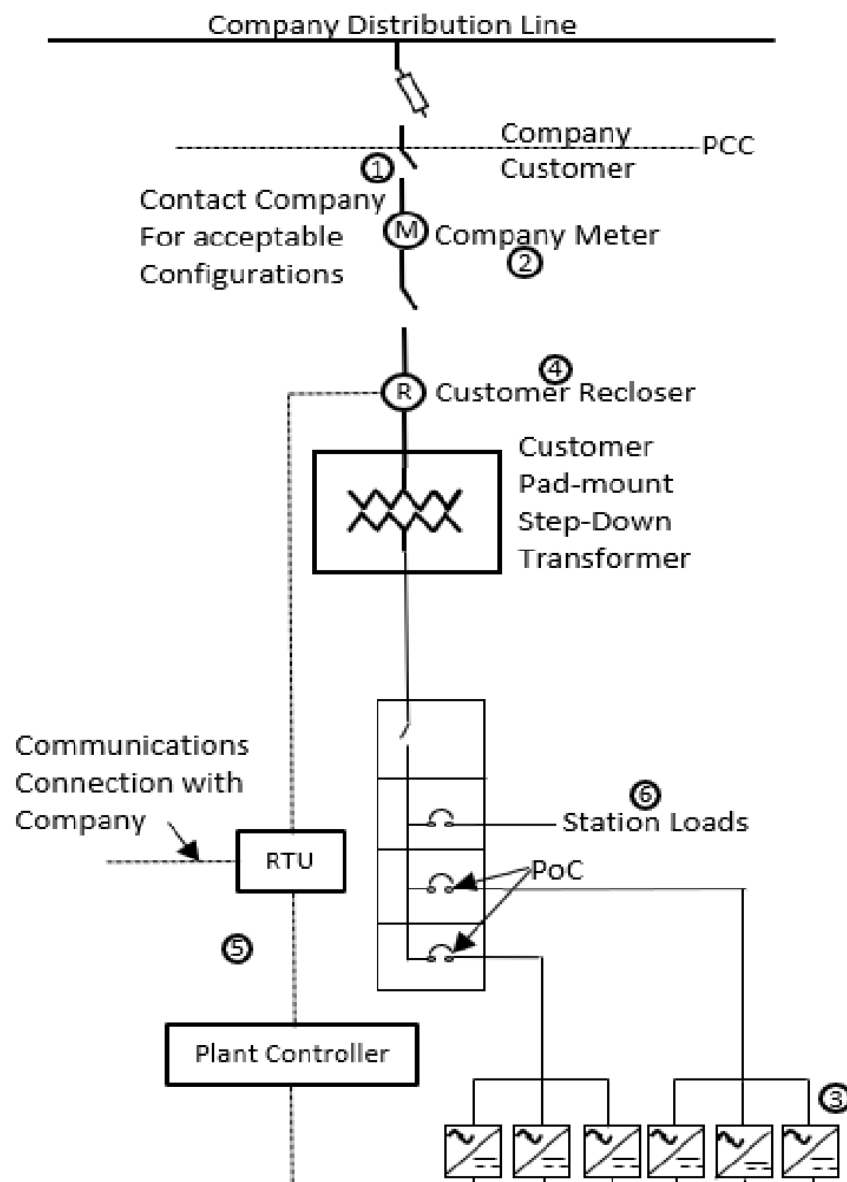 Company Distribution Line
Company
PCC
Customer
①
Contact Company
For acceptable
Configurations
M
Company Meter
②
④
R
Customer Recloser
Customer
Pad-mount
Step-Down
Transformer
Communications
Connection with
Company
⑥
Station Loads
RTU
PoC
⑤
Plant Controller
③